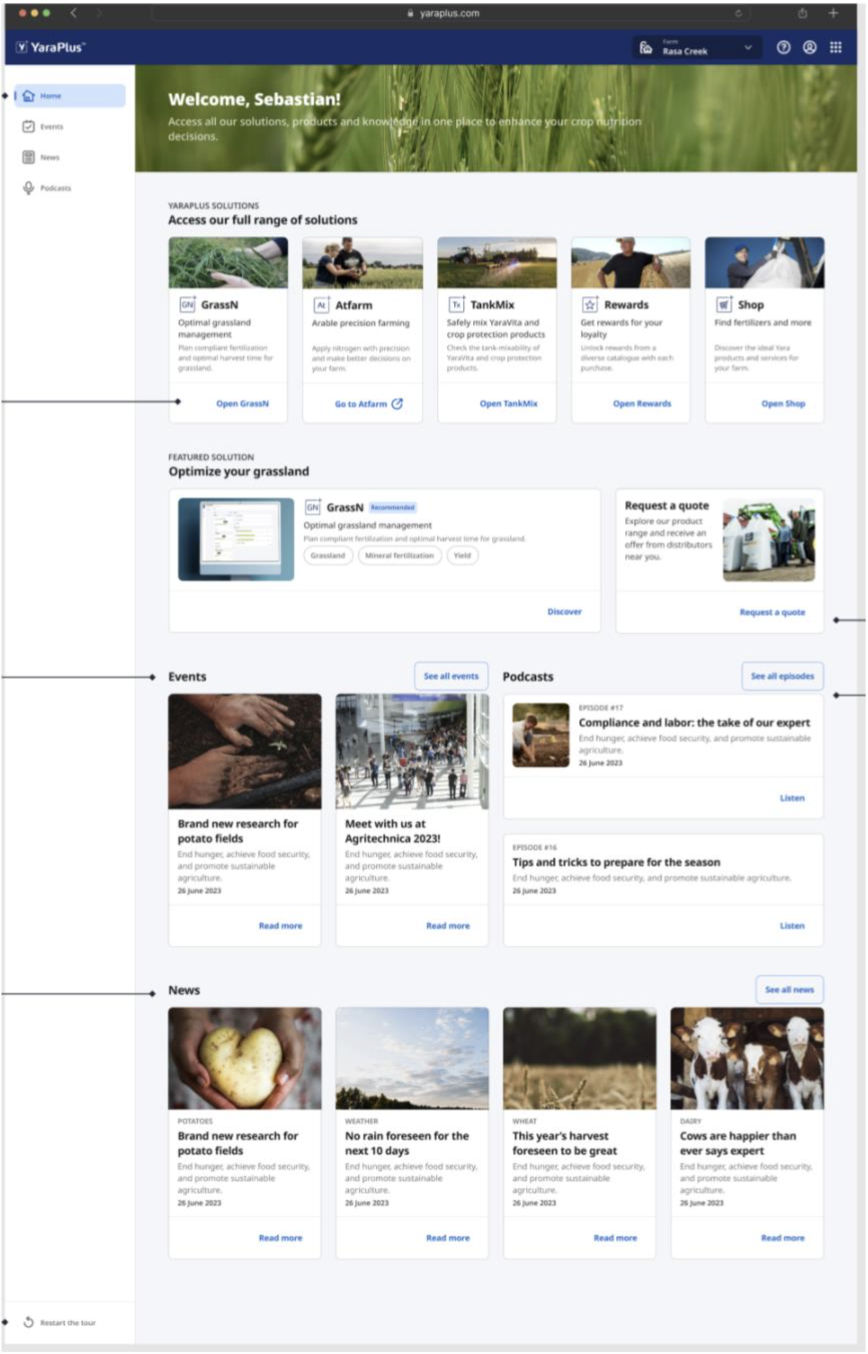 yaraplus.com
YaraPlus™
Farm
Rasa Creek
Home
Events
News
Podcasts
Welcome, Sebastian!
Access all our solutions, products and knowledge in one place to enhance your crop nutrition
decisions.
YARAPLUS SOLUTIONS
Access our full range of solutions
GN GrassN
Optimal grassland
management
Plan compliant fertilization
and optimal harvest time for
grassland.
Open GrassN
At Atfarm
Arable precision farming
Apply nitrogen with precision
and make better decisions on
your farm.
Go to Atfarm
Tx TankMix
Safely mix YaraVita and
crop protection products
Check the tank-mixability of
YaraVita and crop protection
products.
Open TankMix
Rewards
Get rewards for your
loyalty
Unlock rewards from a
diverse catalogue with each
purchase.
Open Rewards
Shop
Find fertilizers and more
Discover the ideal Yara
products and services for
your farm.
Open Shop
FEATURED SOLUTION
Optimize your grassland
GN GrassN Recommended
Optimal grassland management
Plan compliant fertilization and optimal harvest time for grassland.
Grassland Mineral fertilization Yield
Discover
Request a quote
Explore our product
range and receive an
offer from distributors
near you.
Request a quote
Events
See all events
Brand new research for
potato fields
End hunger, achieve food security,
and promote sustainable
agriculture.
26 June 2023
Read more
Meet with us at
Agritechnica 2023!
End hunger, achieve food security,
and promote sustainable
agriculture.
26 June 2023
Read more
Podcasts
See all episodes
EPISODE #17
Compliance and labor: the take of our expert
End hunger, achieve food security, and promote sustainable
agriculture.
26 June 2023
Listen
EPISODE #16
Tips and tricks to prepare for the season
End hunger, achieve food security, and promote sustainable agriculture.
26 June 2023
Listen
News
See all news
POTATOES
Brand new research for
potato fields
End hunger, achieve food security,
and promote sustainable
agriculture.
26 June 2023
Read more
WEATHER
No rain foreseen for the
next 10 days
End hunger, achieve food security,
and promote sustainable
agriculture.
26 June 2023
Read more
WHEAT
This year's harvest
foreseen to be great
End hunger, achieve food security,
and promote sustainable
agriculture.
26 June 2023
Read more
DAIRY
Cows are happier than
ever says expert
End hunger, achieve food security,
and promote sustainable
agriculture.
26 June 2023
Read more
Restart the tour